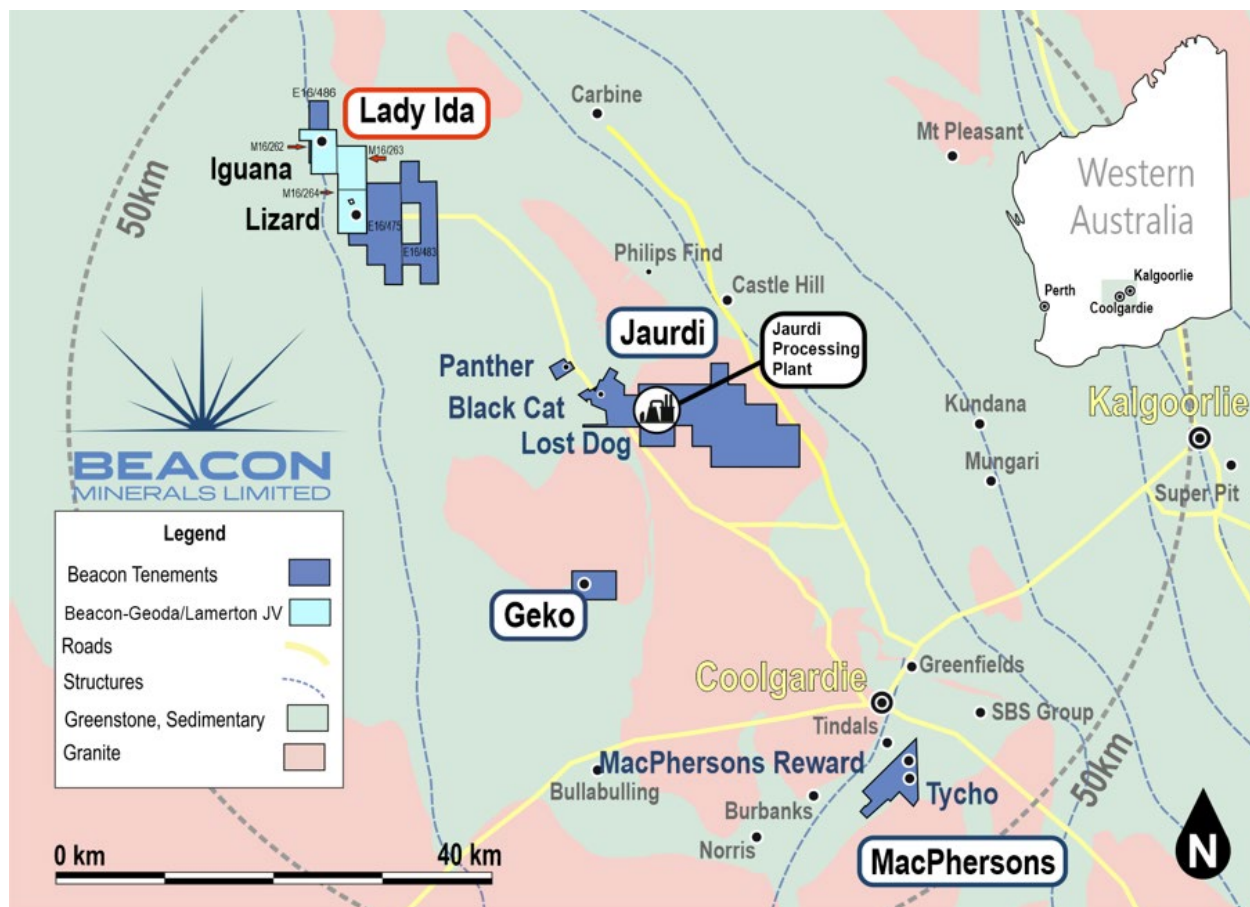 E16/486
Lady Ida
Carbine
Mt Pleasant
Western
Australia
M16/262
M16/263
Iguana
50km
M16/264
Lizard
E16/475
E16/483
Philips Find
Castle Hill
Kalgoorlie
Perth
Coolgardie
Jaurdi
Jaurdi
Processing
Plant
Panther
Black Cat
Lost Dog
Kundana
Kalgoorlie
Mungari
Super Pit
BEACON
MINERALS LIMITED
Legend
Beacon Tenements
Beacon-Geoda/Lamerton JV
Roads
Structures
Greenstone, Sedimentary
Granite
Geko
Greenfields
Coolgardie
SBS Group
Tindals
MacPhersons Reward
Bullabulling
Tycho
50km
Burbanks
Norris
MacPhersons
N
0 km
40 km